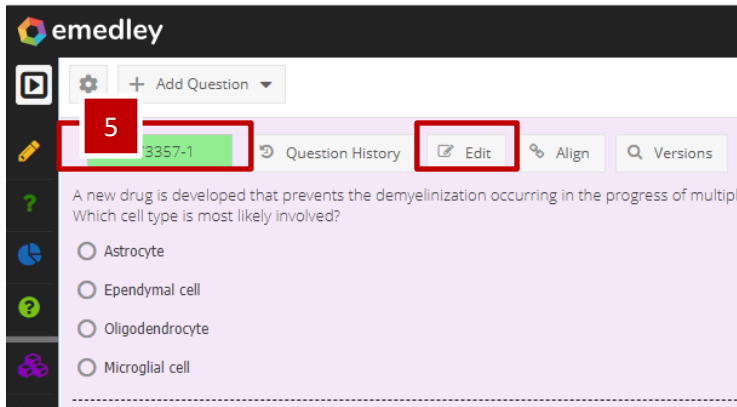 emedley
+ Add Question
5
3357-1 Question History Edit Align Versions
A new drug is developed that prevents the demyelinization occurring in the progress of
Which cell type is most likely involved?
Astrocyte
Ependymal cell
Oligodendrocyte
Microglial cell